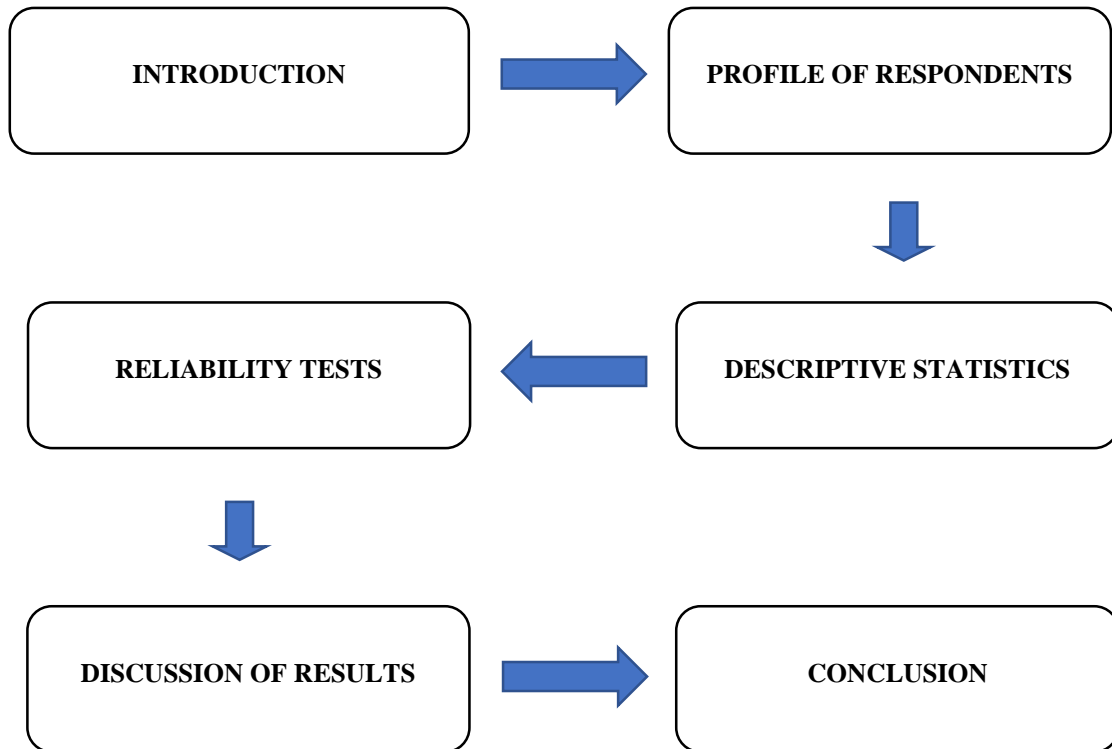 INTRODUCTION
PROFILE OF RESPONDENTS
DESCRIPTIVE STATISTICS
RELIABILITY TESTS
DISCUSSION OF RESULTS
CONCLUSION